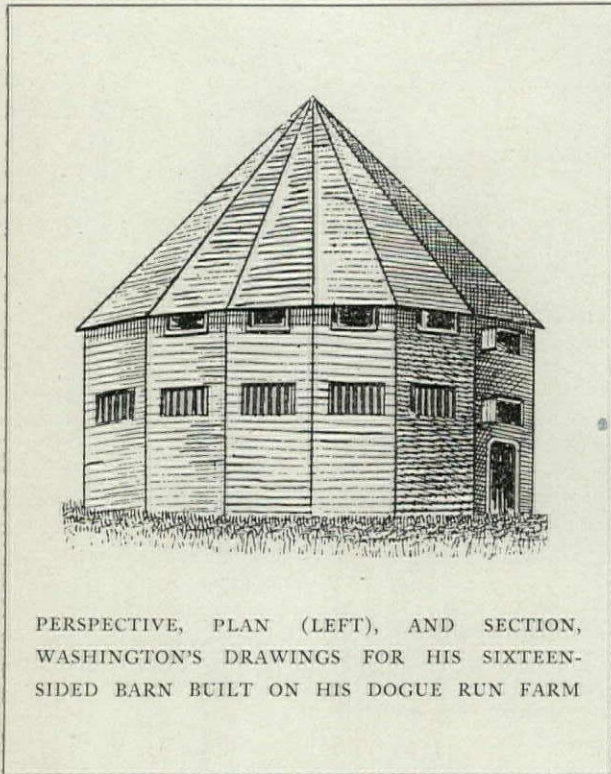 PERSPECTIVE, PLAN (LEFT), AND SECTION,
WASHINGTON'S DRAWINGS FOR HIS SIXTEEN-
SIDED BARN BUILT ON HIS DOGUE RUN FARM